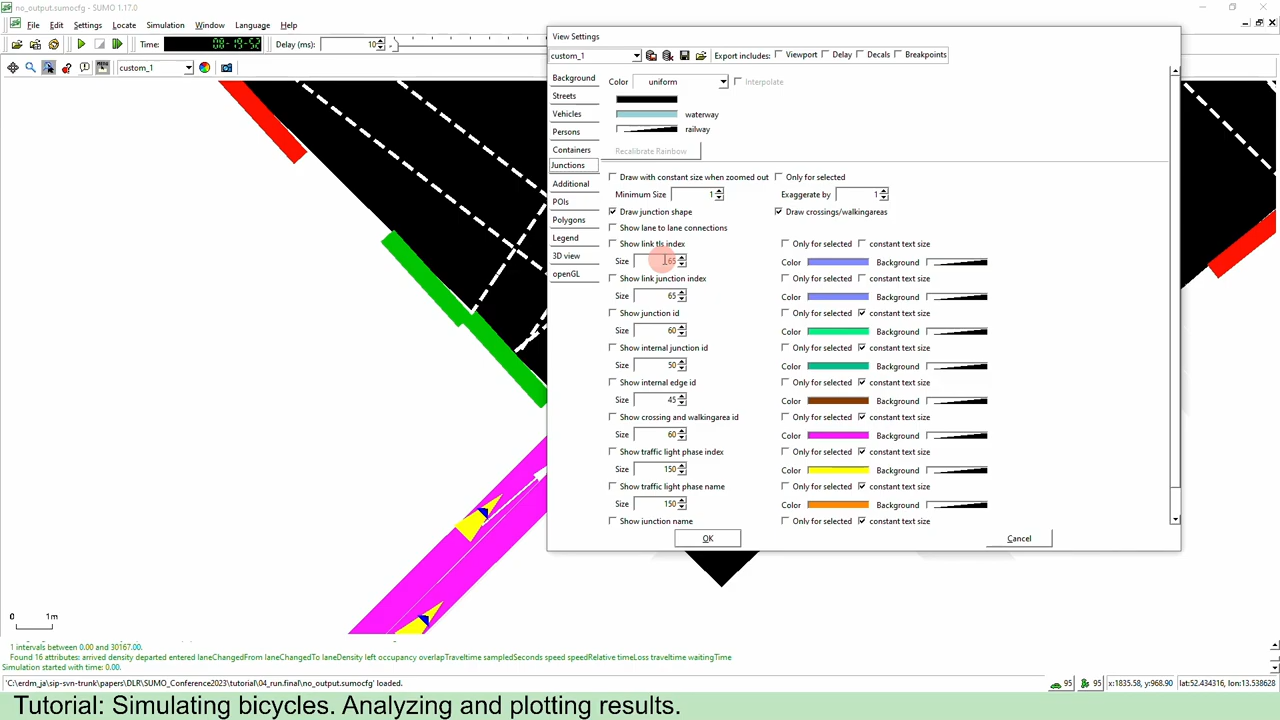 no_output.sumocfg - SUMO 1.17.0
File Edit Settings Locate Simulation Window Language Help
Time: 08-19-52 Delay (ms): 10
custom_1
View Settings
custom_1 Export includes: Viewport Delay Decals Breakpoints
Background
Streets
Vehicles
Persons
Containers
Junctions
Additional
POIs
Polygons
Legend
3D view
openGL
Color uniform Interpolate
waterway
railway
Recalibrate Rainbow
Draw with constant size when zoomed out Only for selected
Minimum Size 1 Exaggerate by 1
Draw junction shape Draw crossings/walkingareas
Show lane to lane connections
Show link tls index Only for selected constant text size
Size 65 Color Background
Show link junction index Only for selected constant text size
Size 65 Color Background
Show junction id Only for selected constant text size
Size 60 Color Background
Show internal junction id Only for selected constant text size
Size 50 Color Background
Show internal edge id Only for selected constant text size
Size 45 Color Background
Show crossing and walkingarea id Only for selected constant text size
Size 60 Color Background
Show traffic light phase index Only for selected constant text size
Size 150 Color Background
Show traffic light phase name Only for selected constant text size
Size 150 Color Background
Show junction name Only for selected constant text size
OK Cancel
0 1m
1 intervals between 0.00 and 30167.00.
Found 16 attributes: arrived density departed entered laneChangedFrom laneChangedTo laneDensity left occupancy overlapTraveltime sampledSeconds speed speedRelative timeLoss traveltime waitingTime
Simulation started with time: 0.00.
'C:\erdm_ja\sip-svn-trunk\papers\DLR\SUMO_Conference2023\tutorial\04_run.final\no_output.sumocfg' loaded.
95 95 x:1835.58, y:968.90 lat:52.434316, lon:13.538628
Tutorial: Simulating bicycles. Analyzing and plotting results.